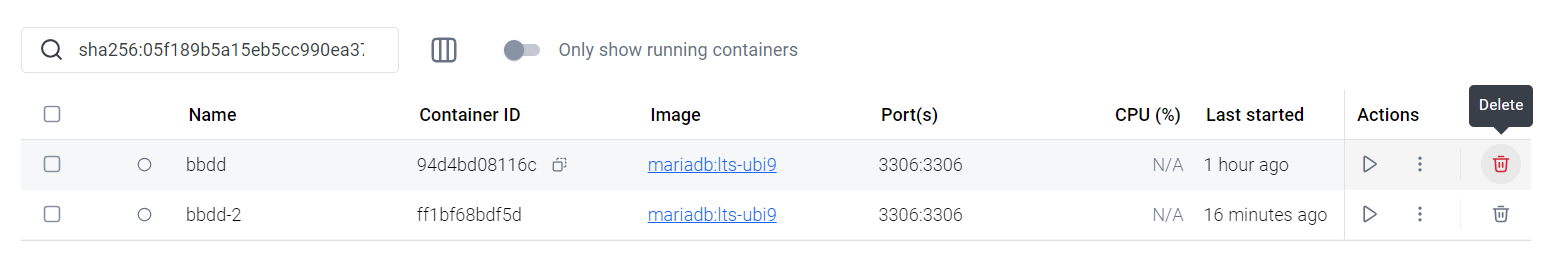 sha256:05f189b5a15eb5cc990ea37 Only show running containers
Delete
Name Container ID Image Port(s) CPU (%) Last started Actions
bbdd 94d4bd08116c mariadb:lts-ubi9 3306:3306 N/A 1 hour ago
bbdd-2 ff1bf68bdf5d mariadb:lts-ubi9 3306:3306 N/A 16 minutes ago